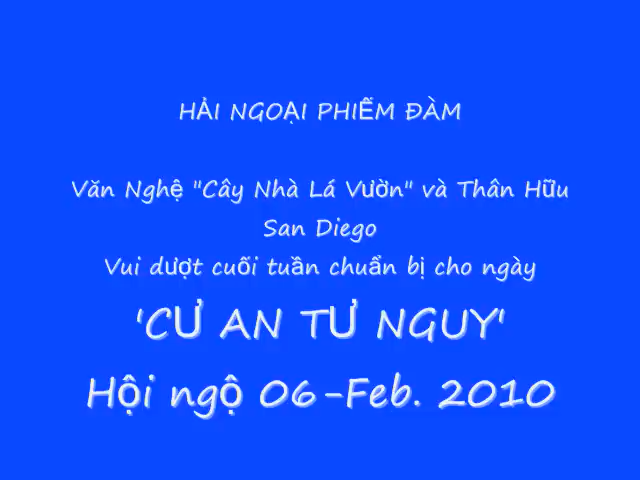 HẢI NGOẠI PHIẾM ĐÀM
Văn Nghệ "Cây Nhà Lá Vườn" và Thân Hữu
San Diego
Vui dượt cuối tuần chuẩn bị cho ngày
'CƯ AN TƯ NGUY'
Hội ngộ 06-Feb. 2010